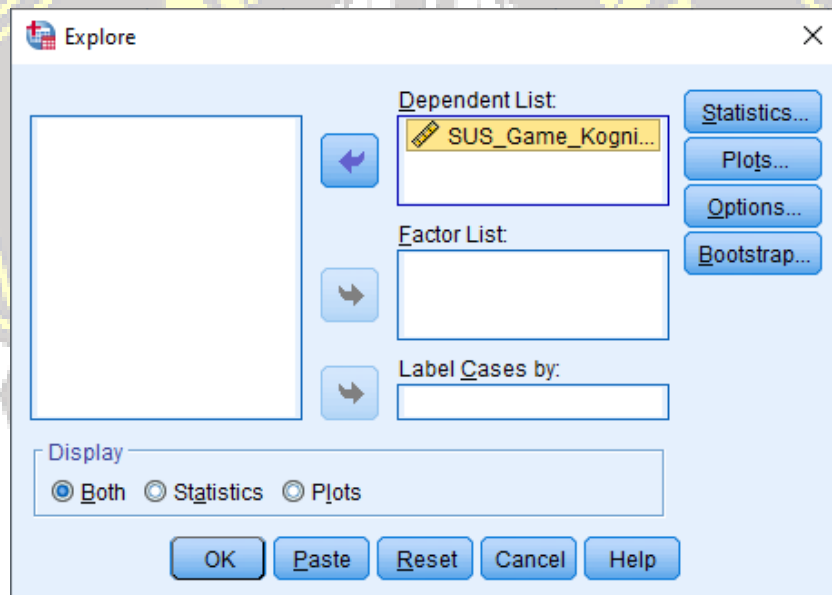 Explore
Dependent List:
SUS_Game_Kogni...
Statistics...
Plots...
Options...
Bootstrap...
Factor List:
Label Cases by:
Display
Both Statistics Plots
OK Paste Reset Cancel Help